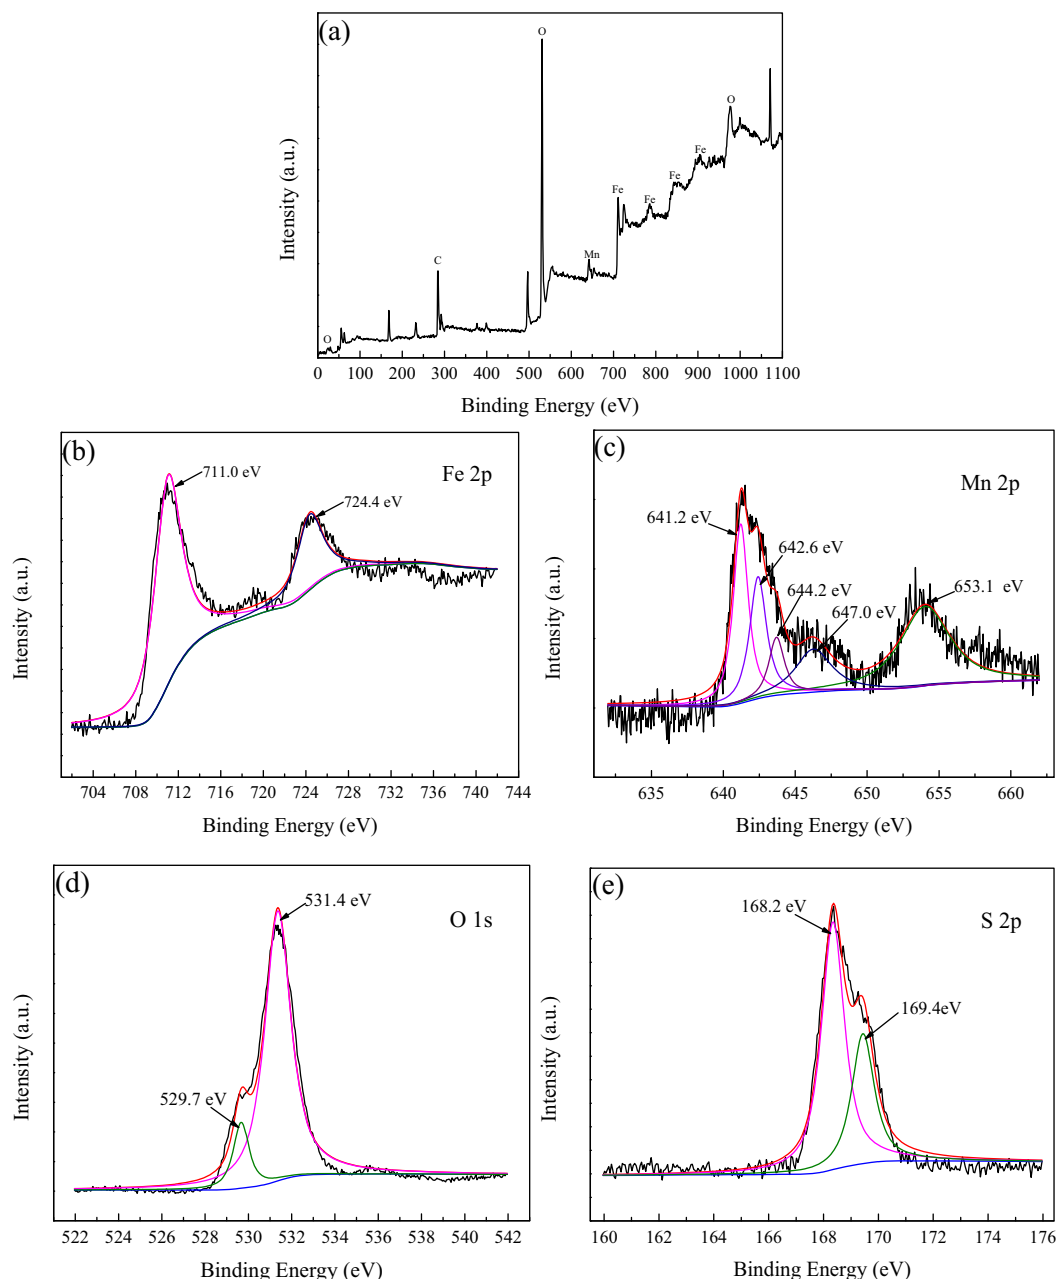 (a)
O
O
Fe
Fe
Fe
Fe
C
Mn
O
Intensity (a.u.)
0 100 200 300 400 500 600 700 800 900 1000 1100
Binding Energy (eV)
(b)
Fe 2p
711.0 eV
724.4 eV
Intensity (a.u.)
704 708 712 716 720 724 728 732 736 740 744
Binding Energy (eV)
(c)
Mn 2p
641.2 eV
642.6 eV
644.2 eV
647.0 eV
653.1 eV
Intensity (a.u.)
635 640 645 650 655 660
Binding Energy (eV)
(d)
O 1s
531.4 eV
529.7 eV
Intensity (a.u.)
522 524 526 528 530 532 534 536 538 540 542
Binding Energy (eV)
(e)
S 2p
168.2 eV
169.4eV
Intensity (a.u.)
160 162 164 166 168 170 172 174 176
Binding Energy (eV)